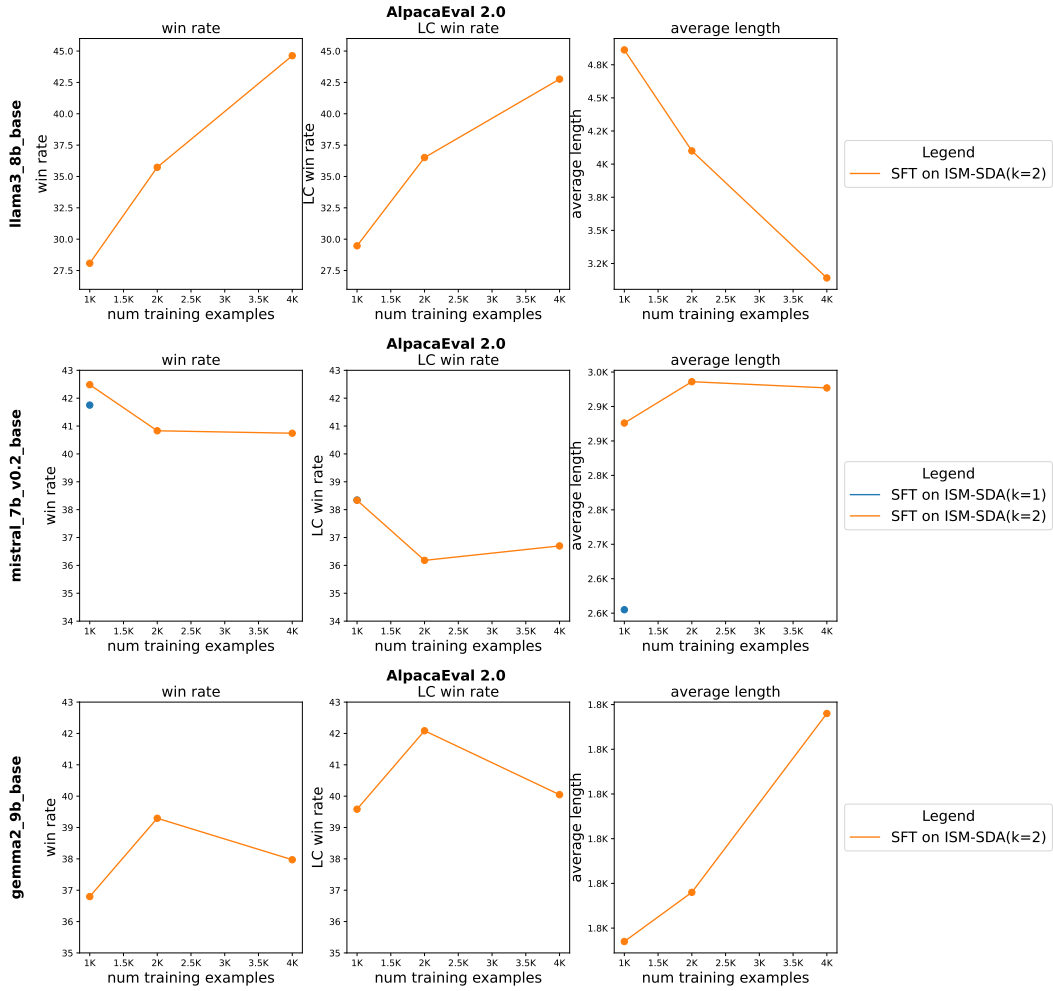 AlpacaEval 2.0
win rate
LC win rate
average length
llama3_8b_base
win rate
45.0
42.5
40.0
37.5
35.0
32.5
30.0
27.5
1K 1.5K 2K 2.5K 3K 3.5K 4K
num training examples
LC win rate
45.0
42.5
40.0
37.5
35.0
32.5
30.0
27.5
1K 1.5K 2K 2.5K 3K 3.5K 4K
num training examples
average length
4.8K
4.5K
4.2K
4K
3.8K
3.5K
3.2K
1K 1.5K 2K 2.5K 3K 3.5K 4K
num training examples
Legend
SFT on ISM-SDA(k=2)
AlpacaEval 2.0
win rate
LC win rate
average length
mistral_7b_v0.2_base
win rate
43
42
41
40
39
38
37
36
35
34
1K 1.5K 2K 2.5K 3K 3.5K 4K
num training examples
LC win rate
43
42
41
40
39
38
37
36
35
34
1K 1.5K 2K 2.5K 3K 3.5K 4K
num training examples
average length
3.0K
2.9K
2.9K
2.8K
2.8K
2.7K
2.6K
2.6K
1K 1.5K 2K 2.5K 3K 3.5K 4K
num training examples
Legend
SFT on ISM-SDA(k=1)
SFT on ISM-SDA(k=2)
AlpacaEval 2.0
win rate
LC win rate
average length
gemma2_9b_base
win rate
43
42
41
40
39
38
37
36
35
1K 1.5K 2K 2.5K 3K 3.5K 4K
num training examples
LC win rate
43
42
41
40
39
38
37
36
35
1K 1.5K 2K 2.5K 3K 3.5K 4K
num training examples
average length
1.8K
1.8K
1.8K
1.8K
1.8K
1.8K
1K 1.5K 2K 2.5K 3K 3.5K 4K
num training examples
Legend
SFT on ISM-SDA(k=2)